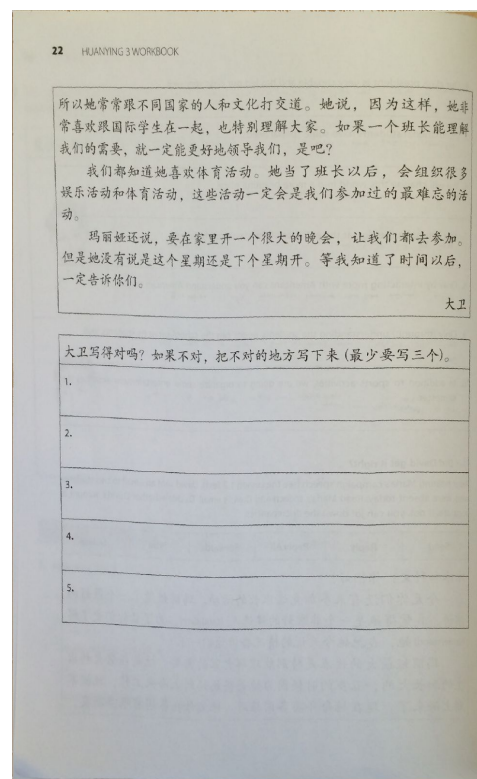 22 HUANYING 3 WORKBOOK
所以她常常跟不同国家的人和文化打交道。她说，因为这样，她非
常喜欢跟国际学生在一起，也特别理解大家。如果一个班长能理解
我们的需要，就一定能更好地领导我们，是吧？
我们都知道她喜欢体育活动。她当了班长以后，会组织很多
娱乐活动和体育活动，这些活动一定会是我们参加过的最难忘的活
动。
玛丽娅还说，要在家里开一个很大的晚会，让我们都去参加。
但是她没有说是这个星期还是下个星期开。等我知道了时间以后，
一定告诉你们。
大卫
大卫写得对吗？如果不对，把不对的地方写下来（最少要写三个）。
1.
2.
3.
4.
5.